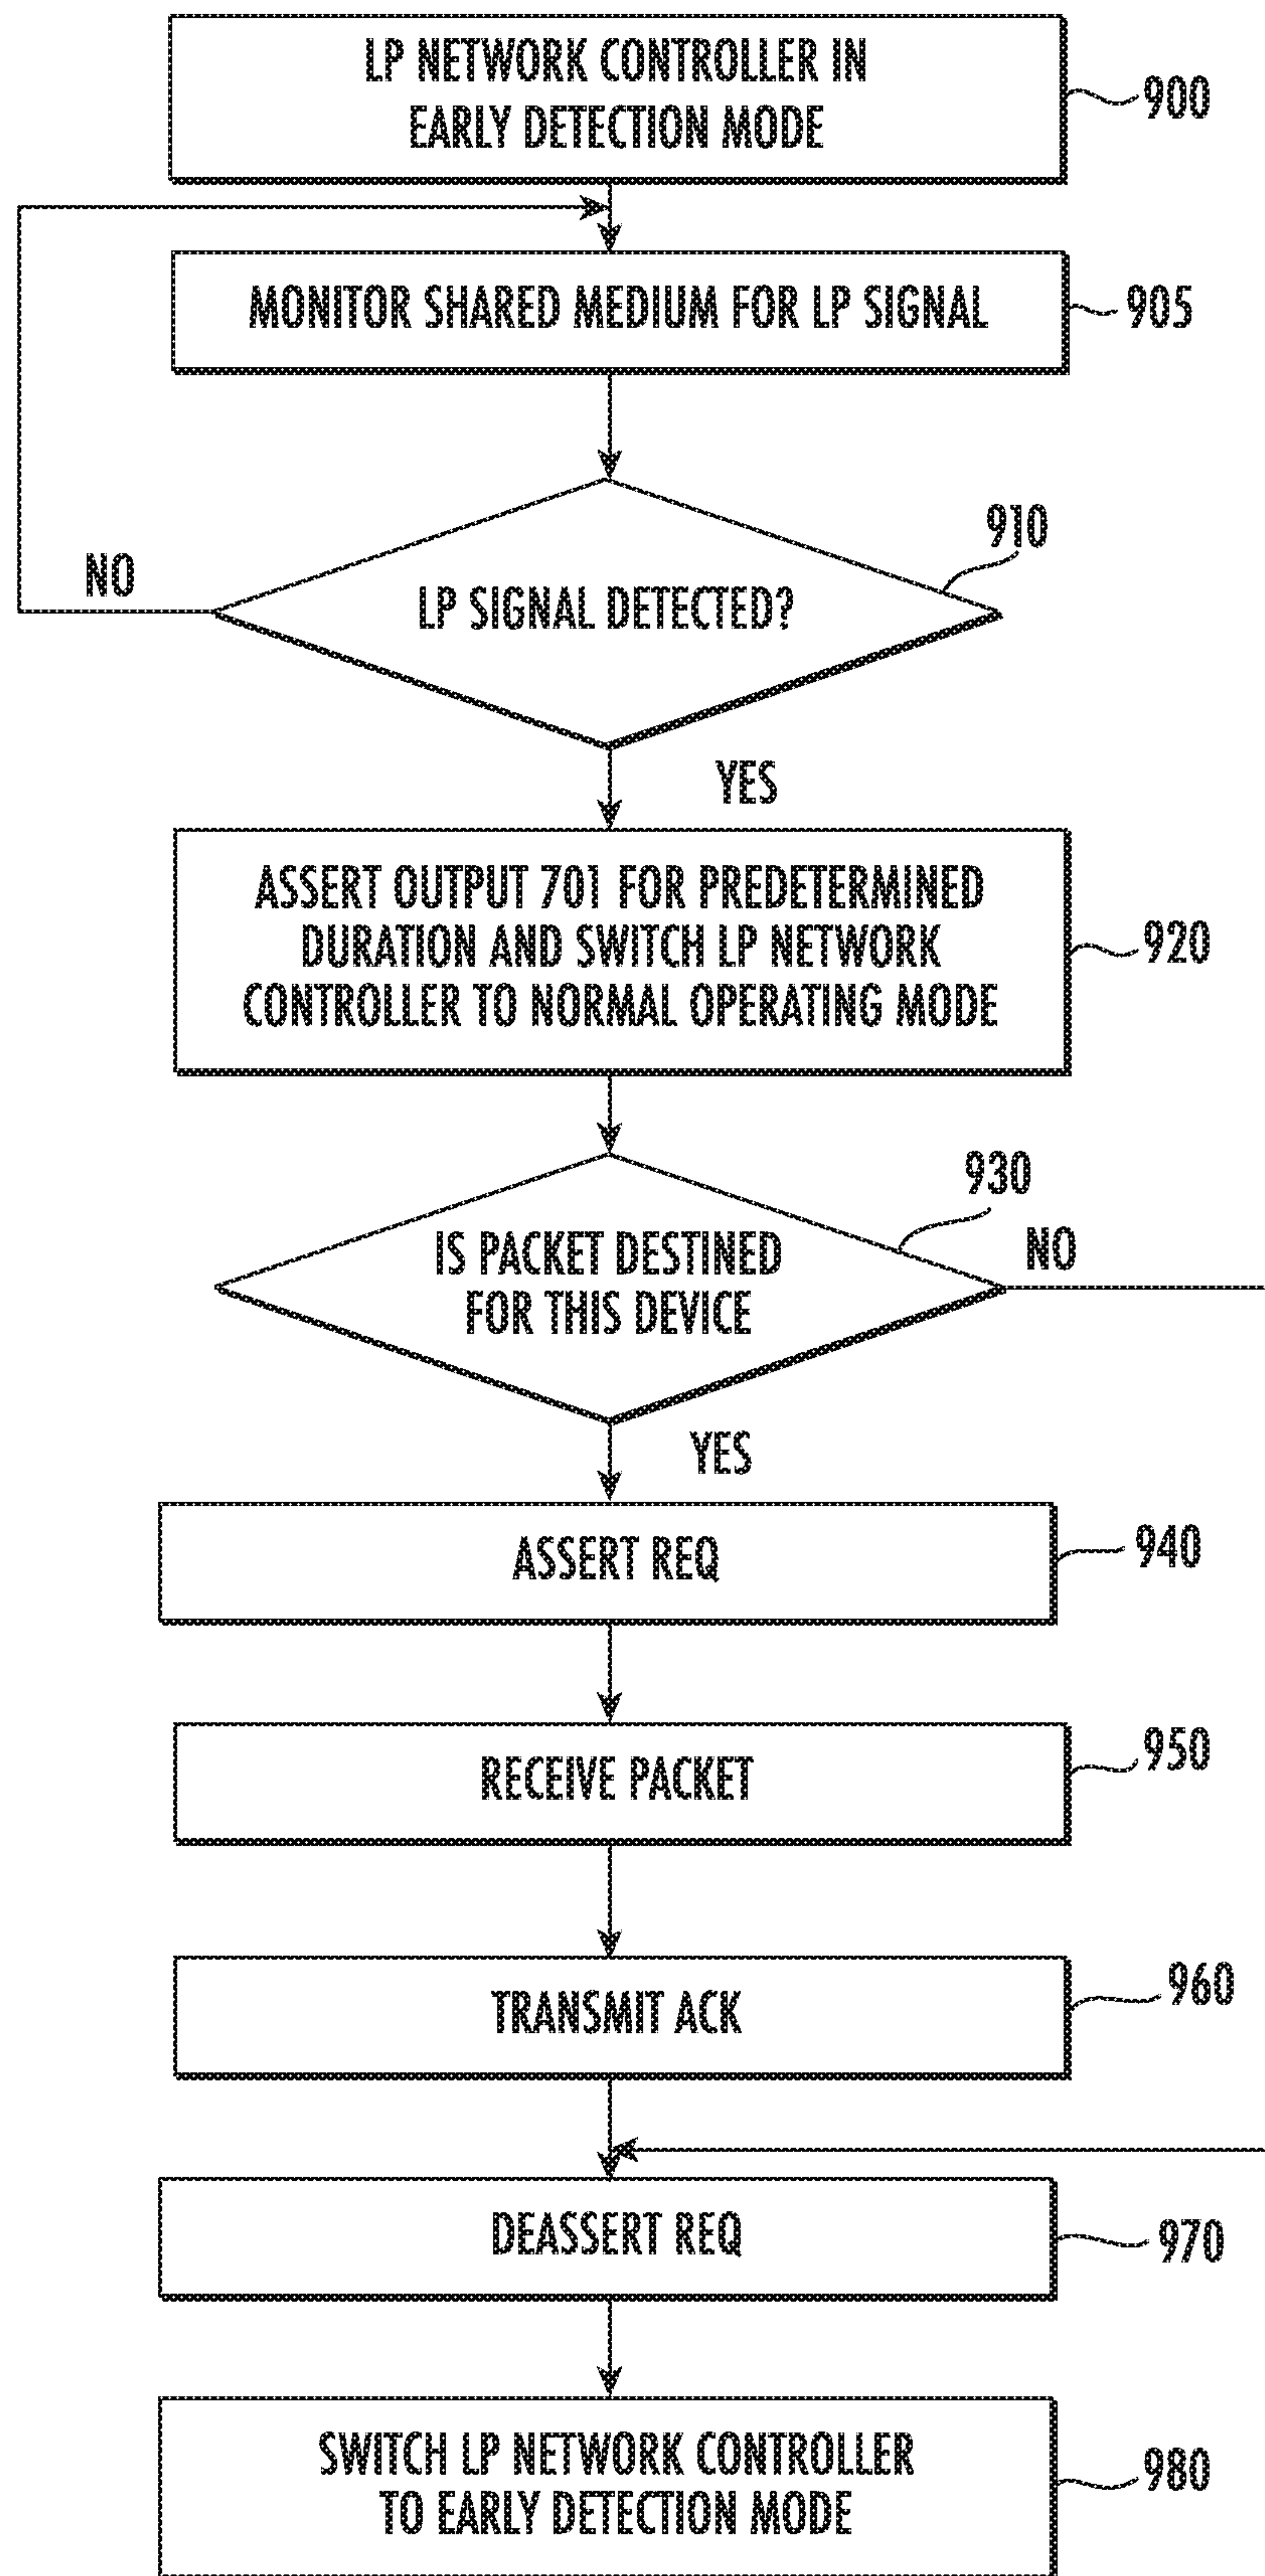 LP NETWORK CONTROLLER IN
EARLY DETECTION MODE
900
MONITOR SHARED MEDIUM FOR LP SIGNAL
905
910
NO
LP SIGNAL DETECTED?
YES
ASSERT OUTPUT 701 FOR PREDETERMINED
DURATION AND SWITCH LP NETWORK
CONTROLLER TO NORMAL OPERATING MODE
920
930
NO
IS PACKET DESTINED
FOR THIS DEVICE
YES
ASSERT REQ
940
RECEIVE PACKET
950
TRANSMIT ACK
960
DEASSERT REQ
970
SWITCH LP NETWORK CONTROLLER
TO EARLY DETECTION MODE
980